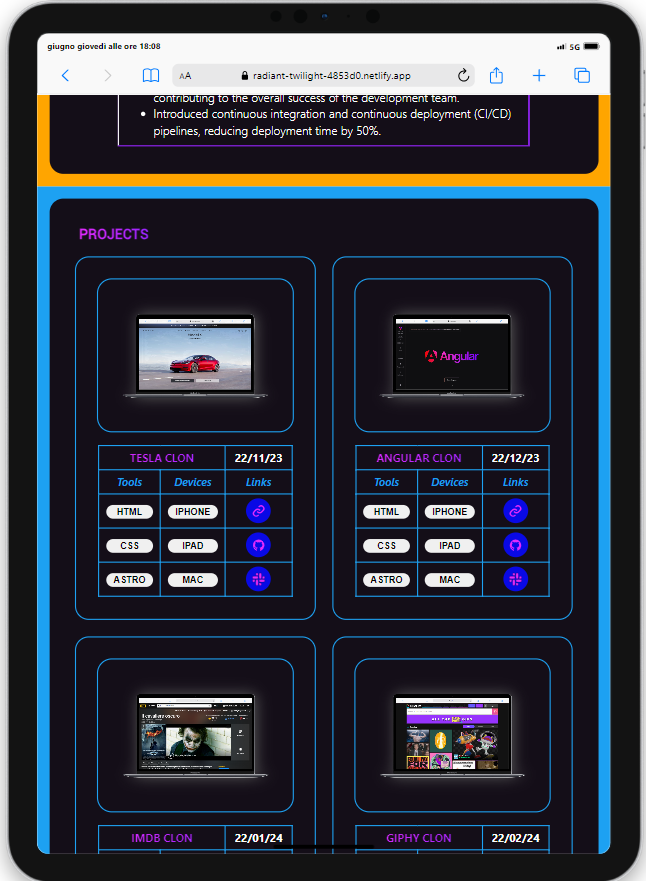 giugno giovedì alle ore 18:08
5G
AA
radiant-twilight-4853d0.netlify.app
contributing to the overall success of the development team.
• Introduced continuous integration and continuous deployment (CI/CD)
pipelines, reducing deployment time by 50%.
PROJECTS
Angular
TESLA CLON 22/11/23
Tools Devices Links
HTML IPHONE
CSS IPAD
ASTRO MAC
ANGULAR CLON 22/12/23
Tools Devices Links
HTML IPHONE
CSS IPAD
ASTRO MAC
Il cavaliere oscuro
IMDB CLON 22/01/24
GIPHY CLON 22/02/24